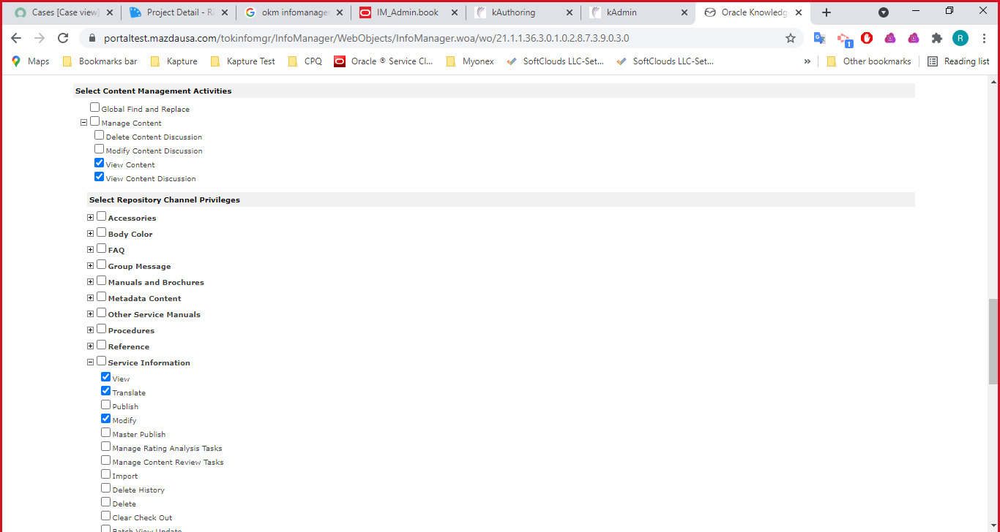 Cases [Case view]
Project Detail - Ri
okm infomanager
IM_Admin.book
kAuthoring
kAdmin
Oracle Knowledg
portaltest.mazdausa.com/tokinfomgr/InfoManager/WebObjects/InfoManager.woa/wo/21.1.1.36.3.0.1.0.2.8.7.3.9.0.3.0
1
R
Maps
Bookmarks bar
Kapture
Kapture Test
CPQ
Oracle ® Service Cl...
Myonex
SoftClouds LLC-Set...
SoftClouds LLC-Set...
»
Other bookmarks
Reading list
Select Content Management Activities
Global Find and Replace
Manage Content
Delete Content Discussion
Modify Content Discussion
View Content
View Content Discussion
Select Repository Channel Privileges
Accessories
Body Color
FAQ
Group Message
Manuals and Brochures
Metadata Content
Other Service Manuals
Procedures
Reference
Service Information
View
Translate
Publish
Modify
Master Publish
Manage Rating Analysis Tasks
Manage Content Review Tasks
Import
Delete History
Delete
Clear Check Out
Batch View Update